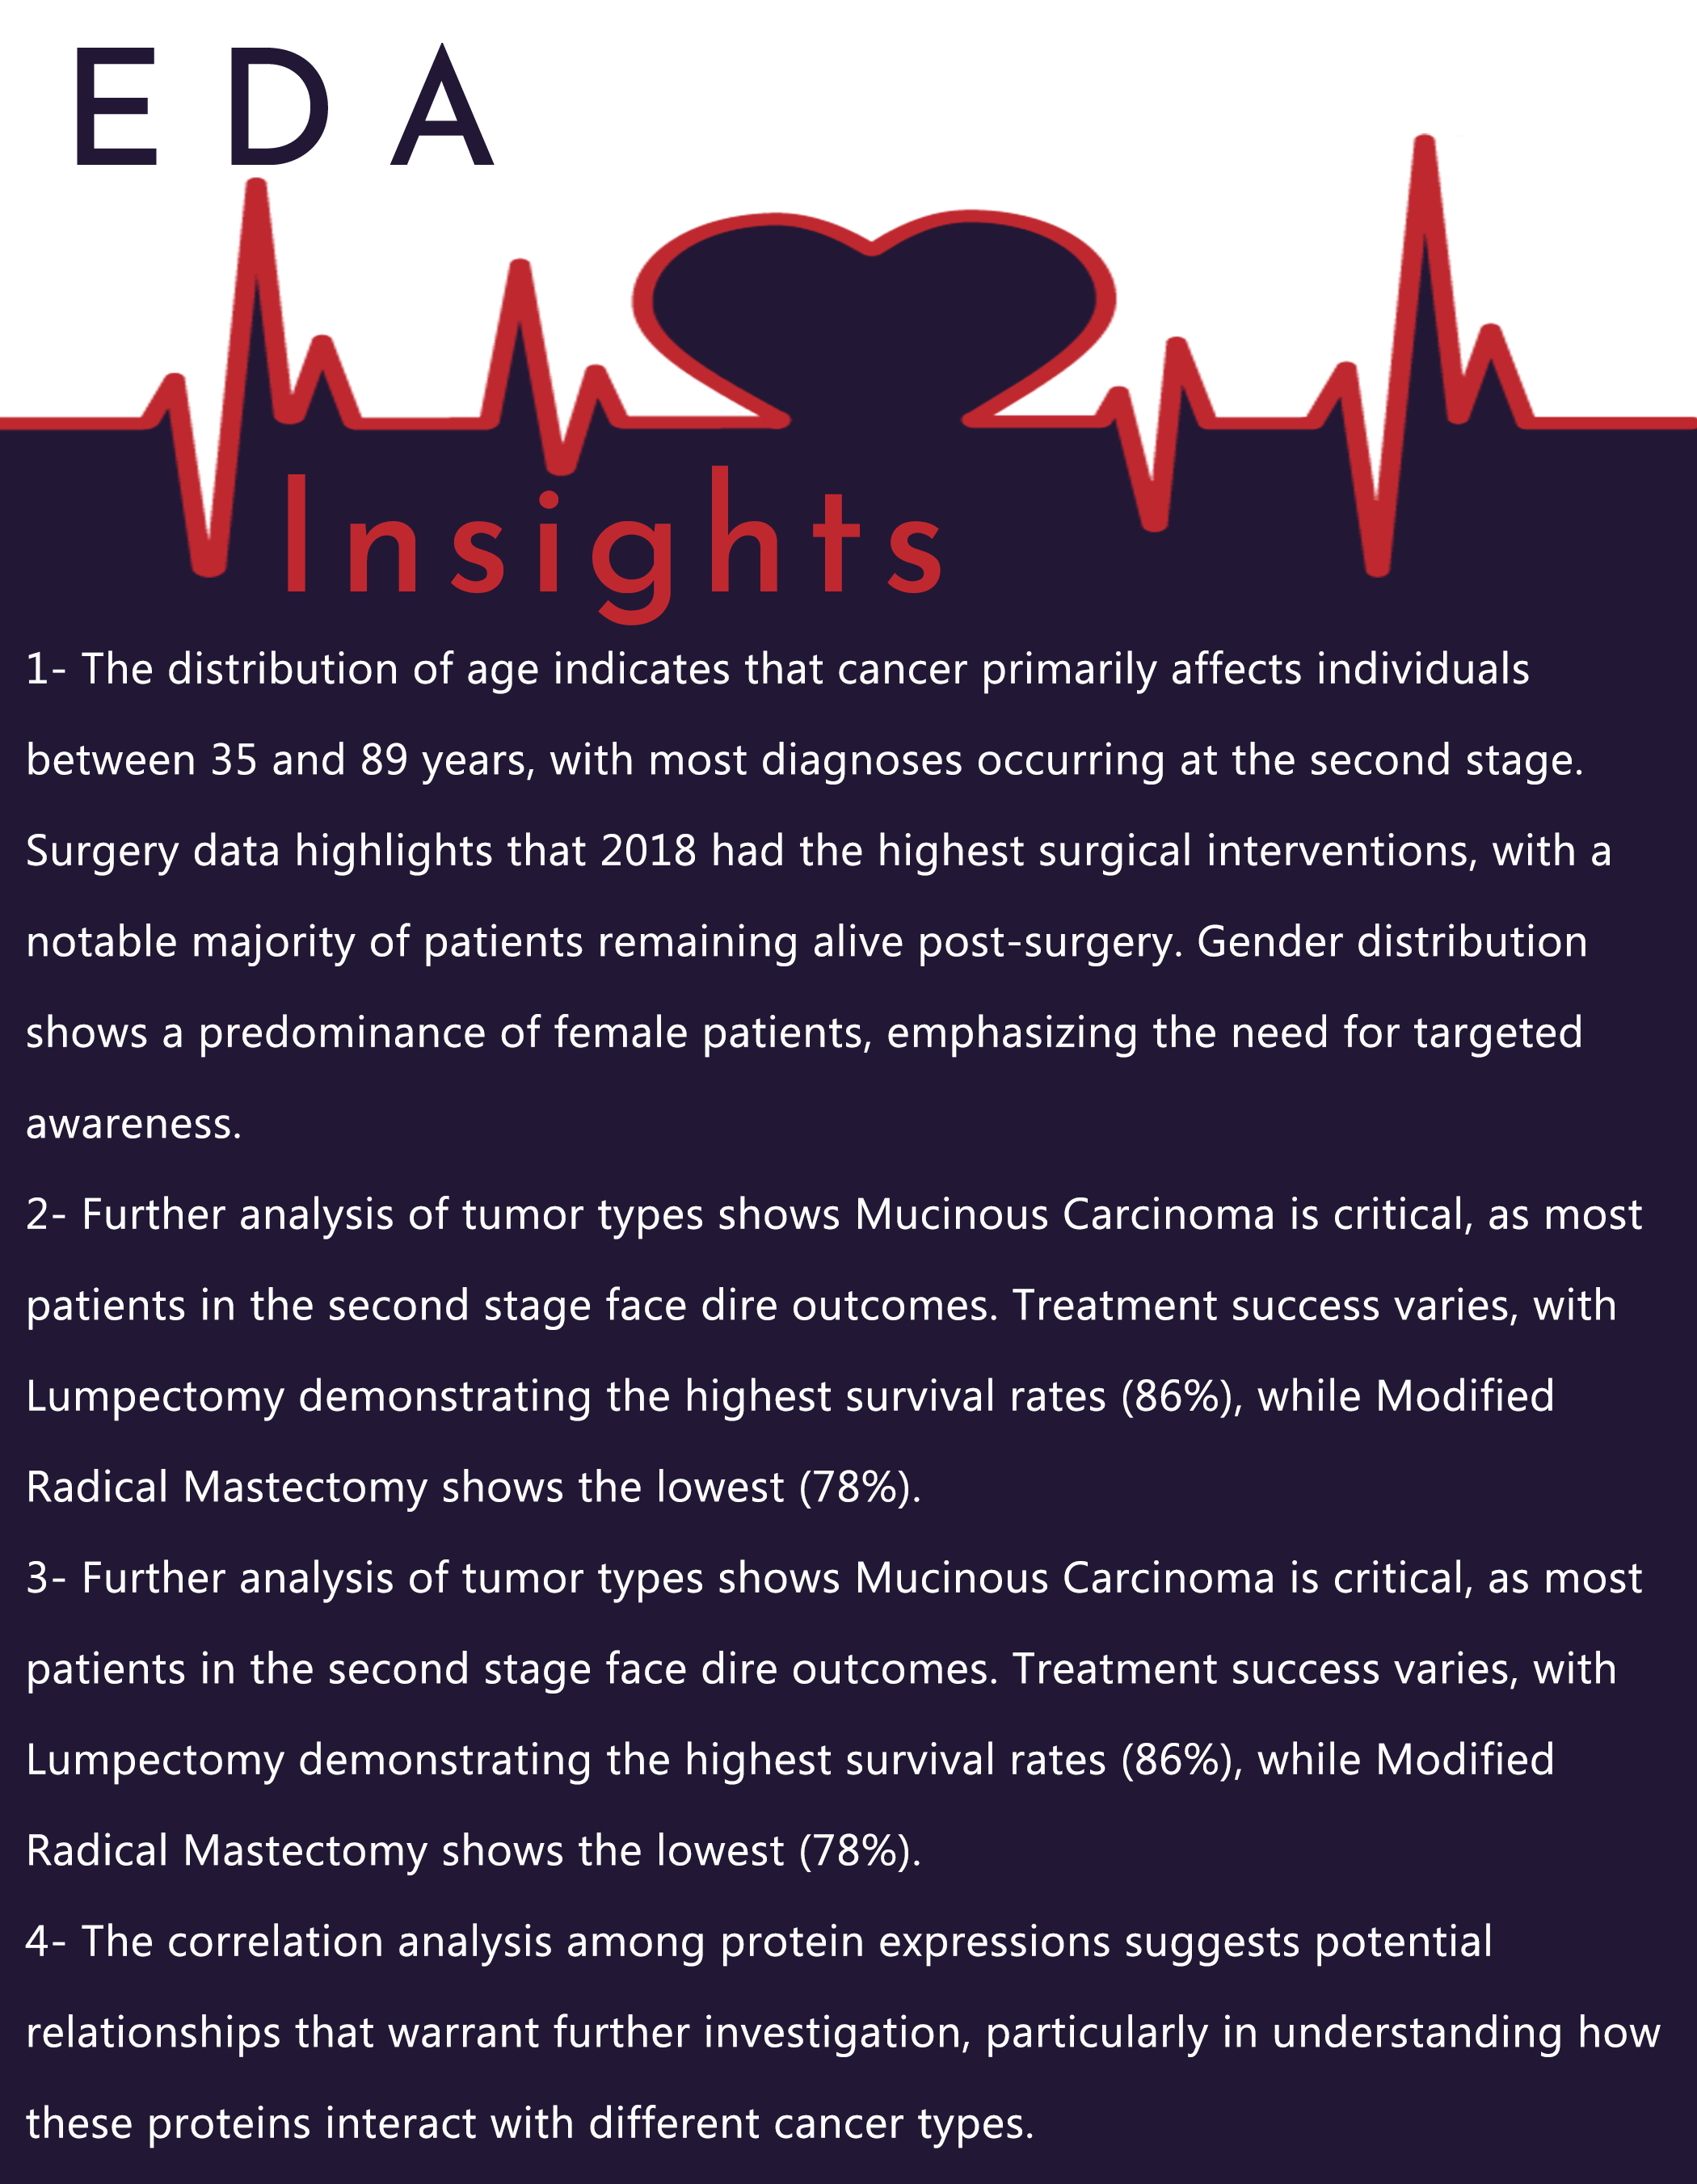 E D A
Insights
1- The distribution of age indicates that cancer primarily affects individuals
between 35 and 89 years, with most diagnoses occurring at the second stage.
Surgery data highlights that 2018 had the highest surgical interventions, with a
notable majority of patients remaining alive post-surgery. Gender distribution
shows a predominance of female patients, emphasizing the need for targeted
awareness.
2- Further analysis of tumor types shows Mucinous Carcinoma is critical, as most
patients in the second stage face dire outcomes. Treatment success varies, with
Lumpectomy demonstrating the highest survival rates (86%), while Modified
Radical Mastectomy shows the lowest (78%).
3- Further analysis of tumor types shows Mucinous Carcinoma is critical, as most
patients in the second stage face dire outcomes. Treatment success varies, with
Lumpectomy demonstrating the highest survival rates (86%), while Modified
Radical Mastectomy shows the lowest (78%).
4- The correlation analysis among protein expressions suggests potential
relationships that warrant further investigation, particularly in understanding how
these proteins interact with different cancer types.